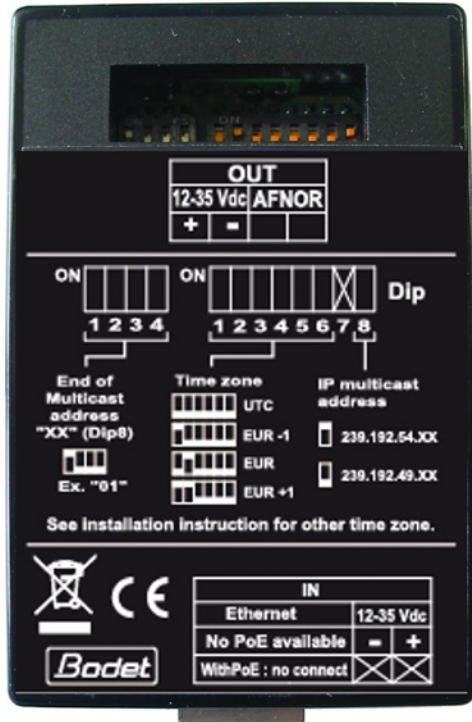 ON
OUT
12-35 Vdc AFNOR
+ -
ON ON
Dip
1 2 3 4 1 2 3 4 5 6 7 8
End of
Multicast
address
"XX" (Dip8)
Ex. "01"
Time zone
UTC
EUR -1
EUR
EUR +1
IP multicast
address
239.192.54.XX
239.192.49.XX
See installation instruction for other time zone.
CE
Bodet
IN
Ethernet 12-35 Vdc
No PoE available - +
WithPoE : no connect